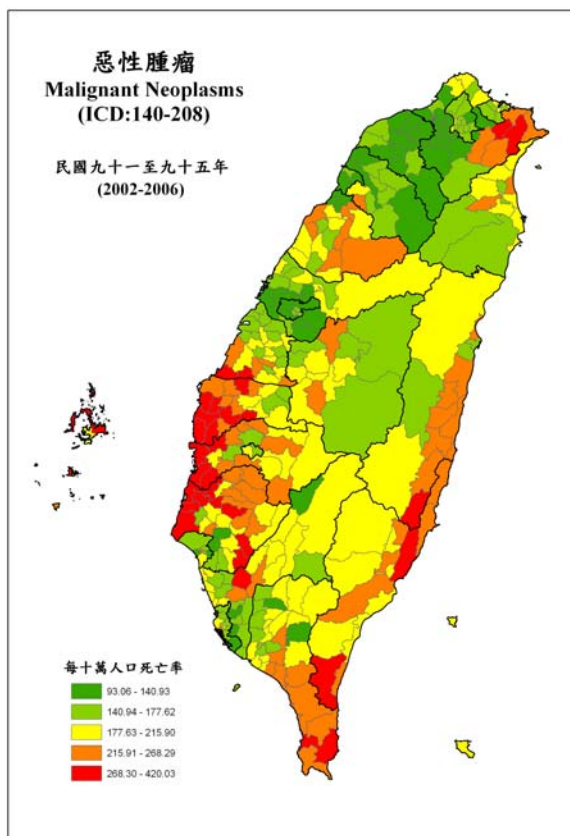 惡性腫瘤
Malignant Neoplasms
(ICD:140-208)
民國九十一至九十五年
(2002-2006)
每十萬人口死亡率
93.06 - 140.93
140.94 - 177.62
177.63 - 215.90
215.91 - 268.29
268.30 - 420.03